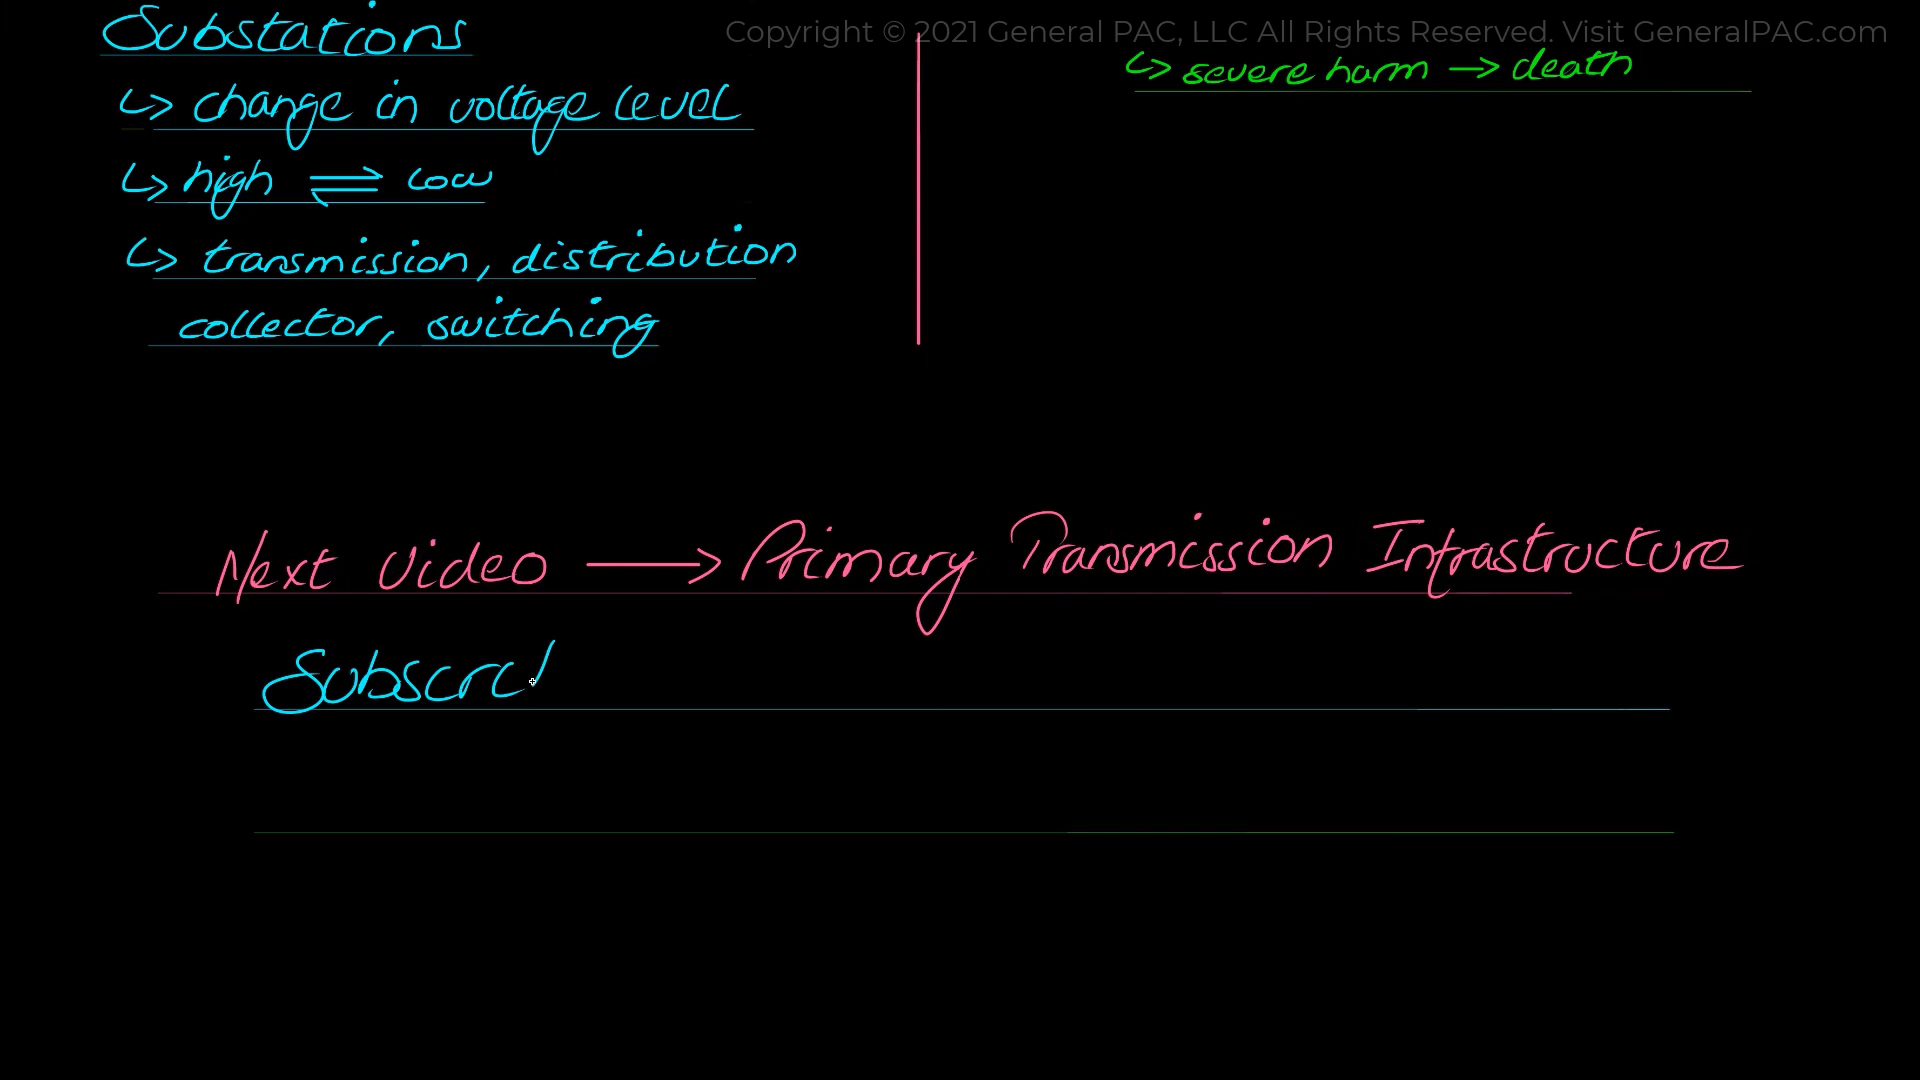 Copyright © 2021 General PAC, LLC All Rights Reserved. Visit GeneralPAC.com
Substations
↳ change in voltage level
↳ high ⇌ low
↳ transmission, distribution
collector, switching
↳ severe harm → death
Next Video → Primary Transmission Infrastructure